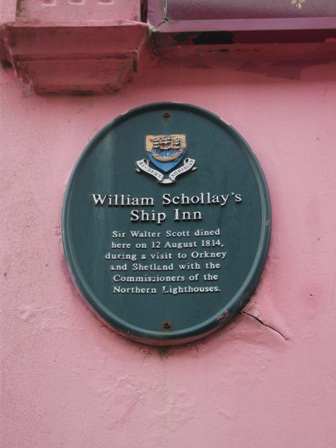 William Schollay's
Ship Inn
Sir Walter Scott dined
here on 12 August 1814,
during a visit to Orkney
and Shetland with the
Commissioners of the
Northern Lighthouses.